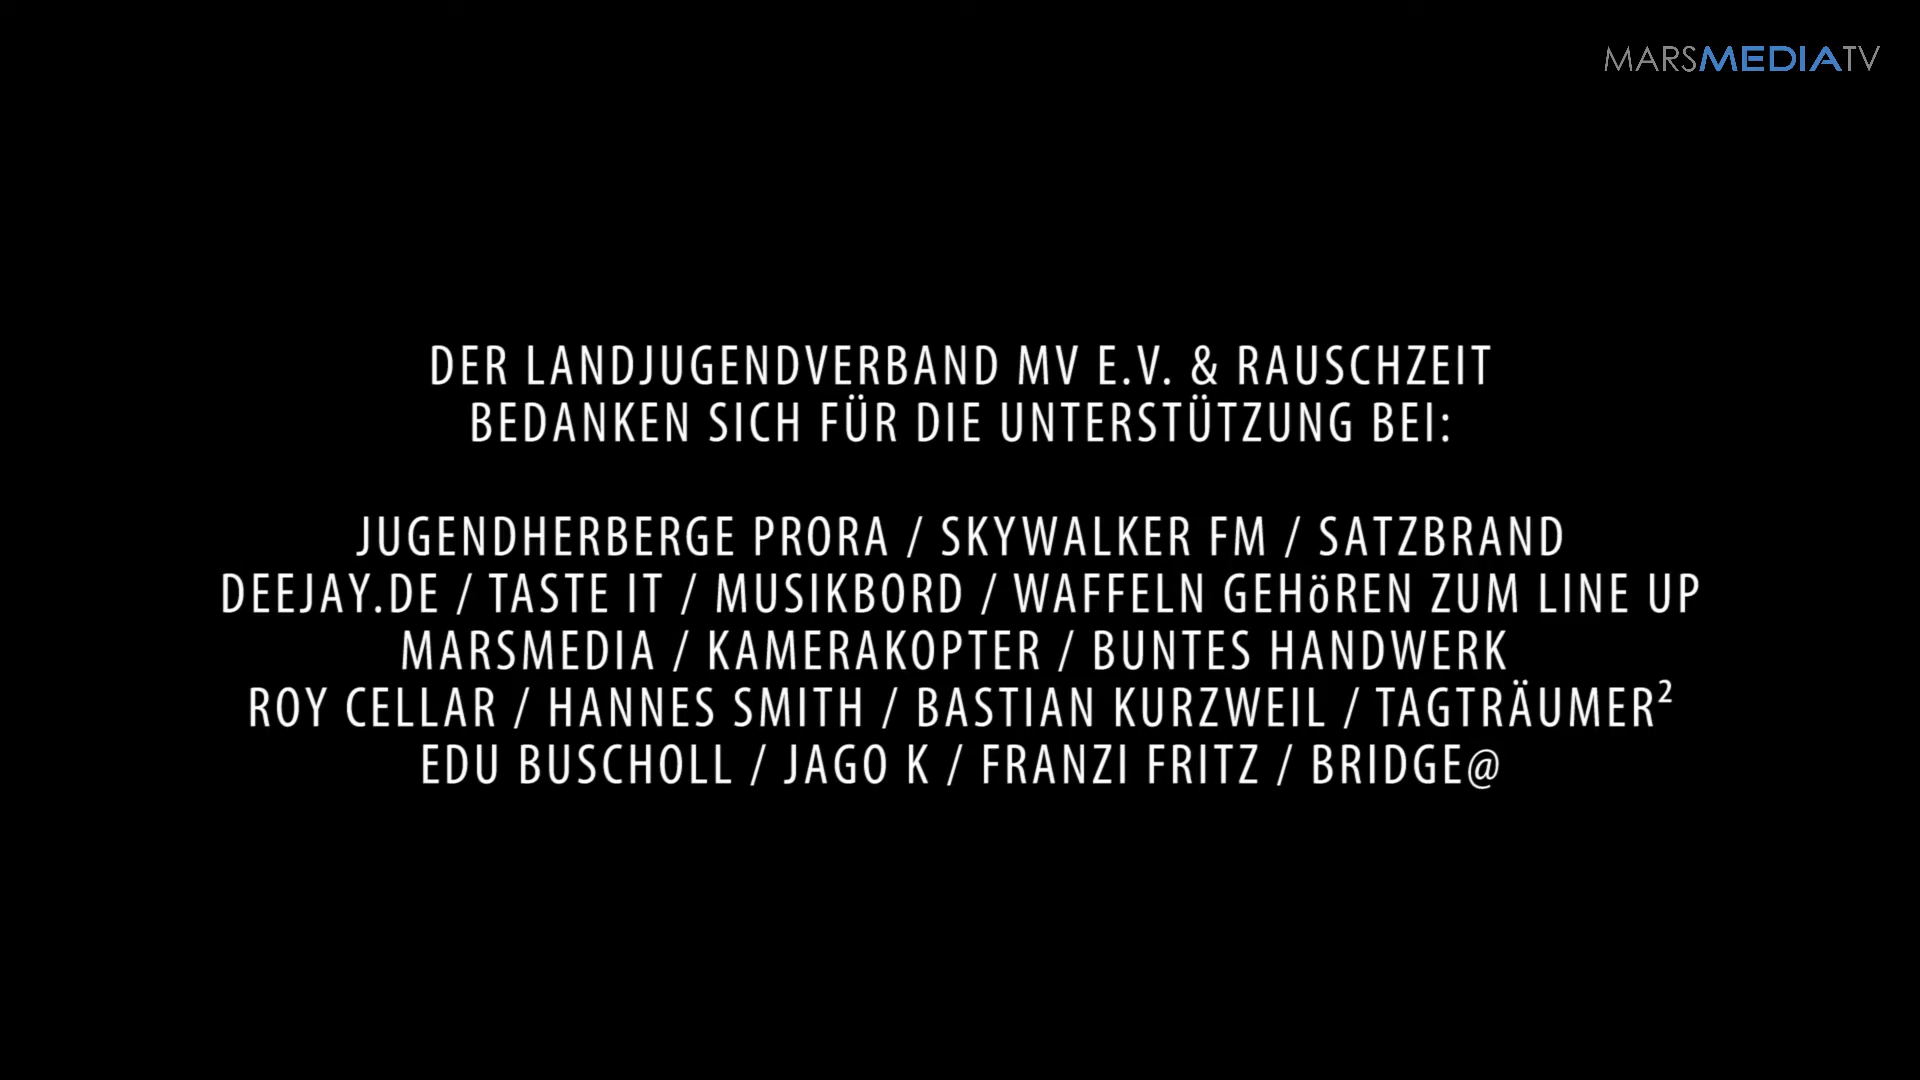 MARSMEDIATV
DER LANDJUGENDVERBAND MV E.V. & RAUSCHZEIT
BEDANKEN SICH FÜR DIE UNTERSTÜTZUNG BEI:
JUGENDHERBERGE PRORA / SKYWALKER FM / SATZBRAND
DEEJAY.DE / TASTE IT / MUSIKBORD / WAFFELN GEHöREN ZUM LINE UP
MARSMEDIA / KAMERAKOPTER / BUNTES HANDWERK
ROY CELLAR / HANNES SMITH / BASTIAN KURZWEIL / TAGTRÄUMER²
EDU BUSCHOLL / JAGO K / FRANZI FRITZ / BRIDGE@